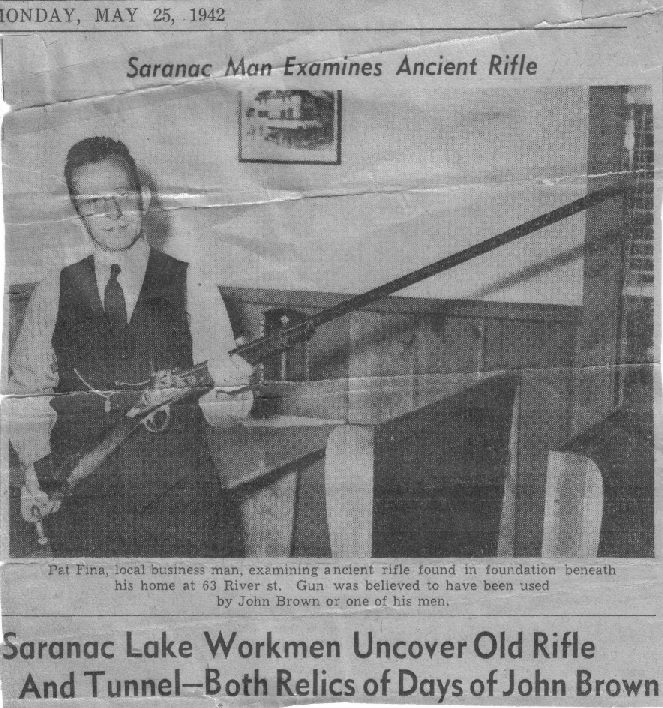 MONDAY, MAY 25, 1942
Saranac Man Examines Ancient Rifle
Pat Fina, local business man, examining ancient rifle found in foundation beneath
his home at 63 River st. Gun was believed to have been used
by John Brown or one of his men.
Saranac Lake Workmen Uncover Old Rifle
And Tunnel—Both Relics of Days of John Brown